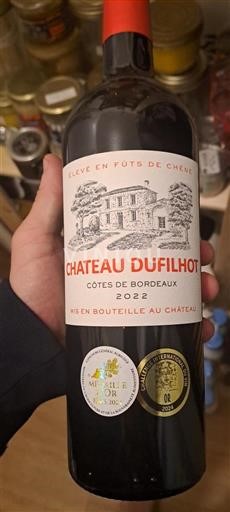 ÉLEVÉ EN FÛTS DE CHÊNE
CHATEAU DUFILHOT
CÔTES DE BORDEAUX
2022
MIS EN BOUTEILLE AU CHÂTEAU
MÉDAILLE
D'OR
OR
2024